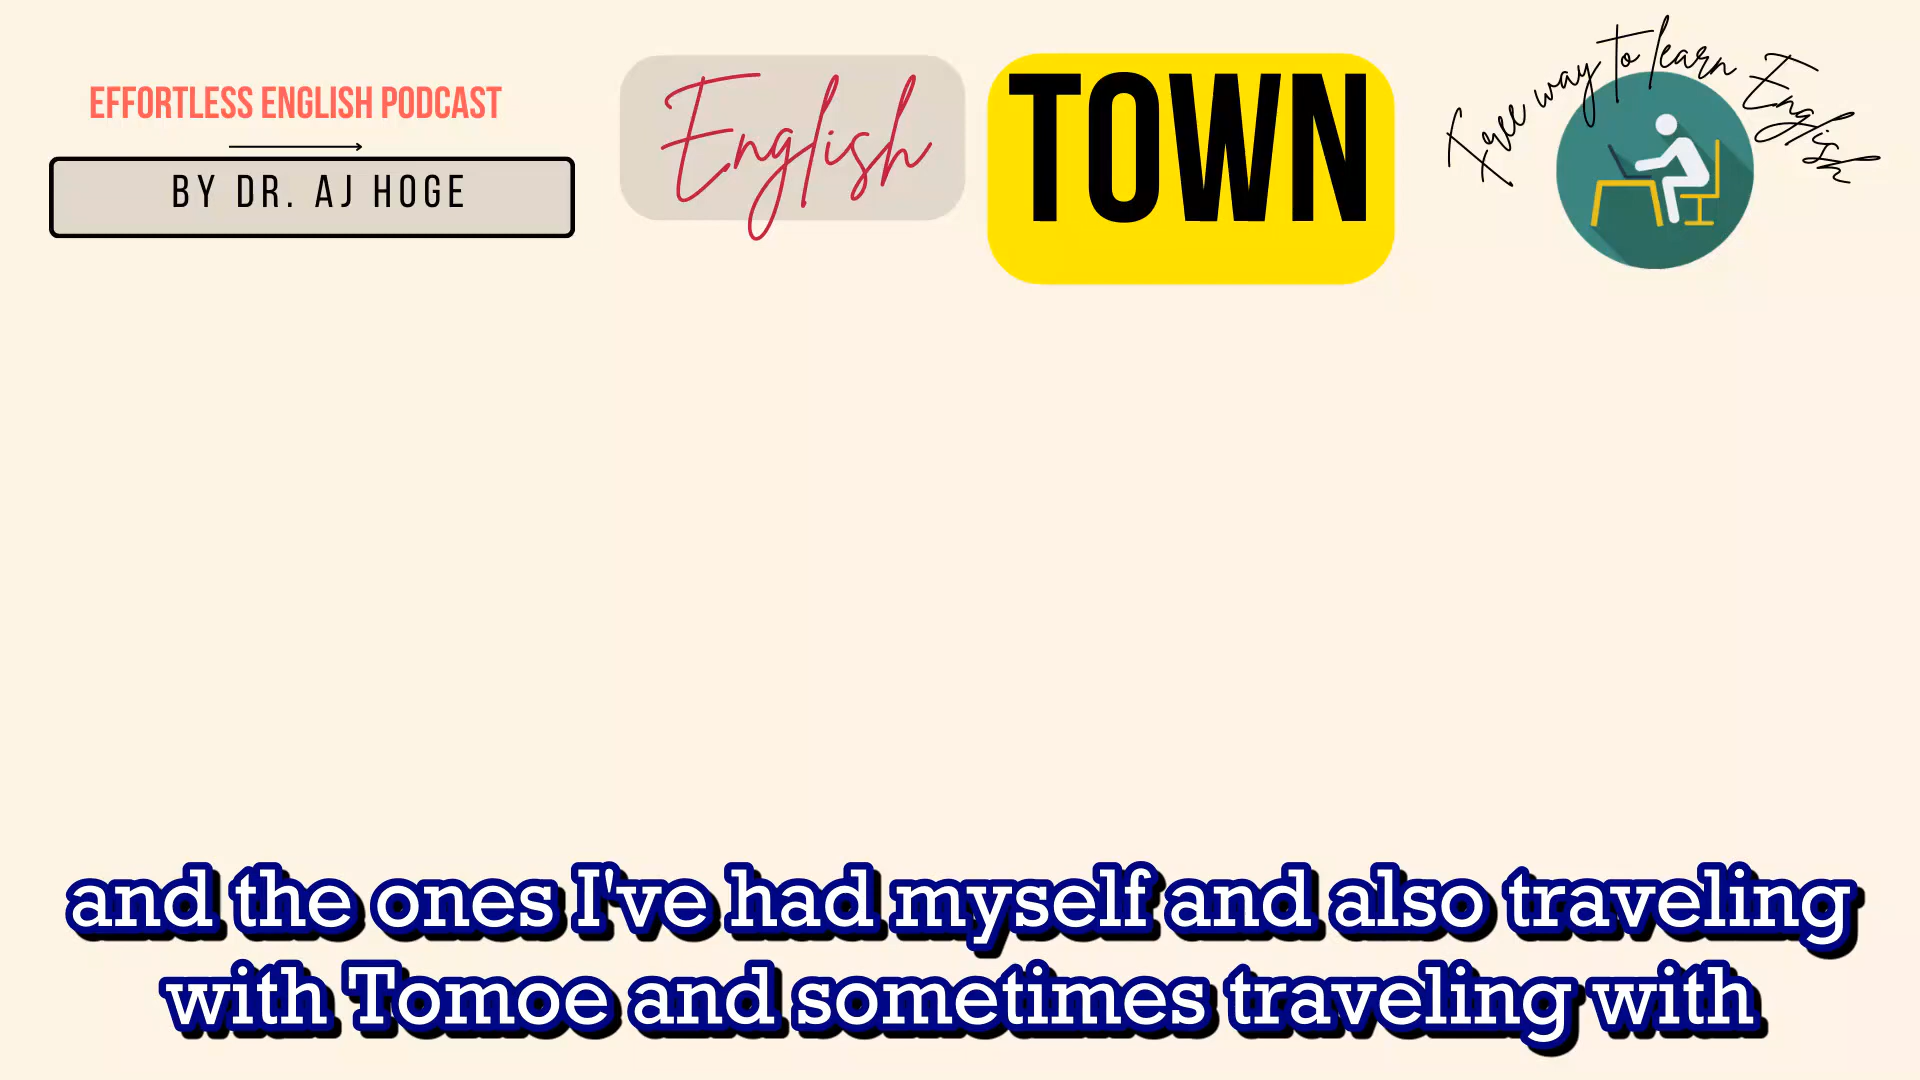 EFFORTLESS ENGLISH PODCAST
BY DR. AJ HOGE
English
TOWN
Free way to learn English
and the ones I've had myself and also traveling
with Tomoe and sometimes traveling with